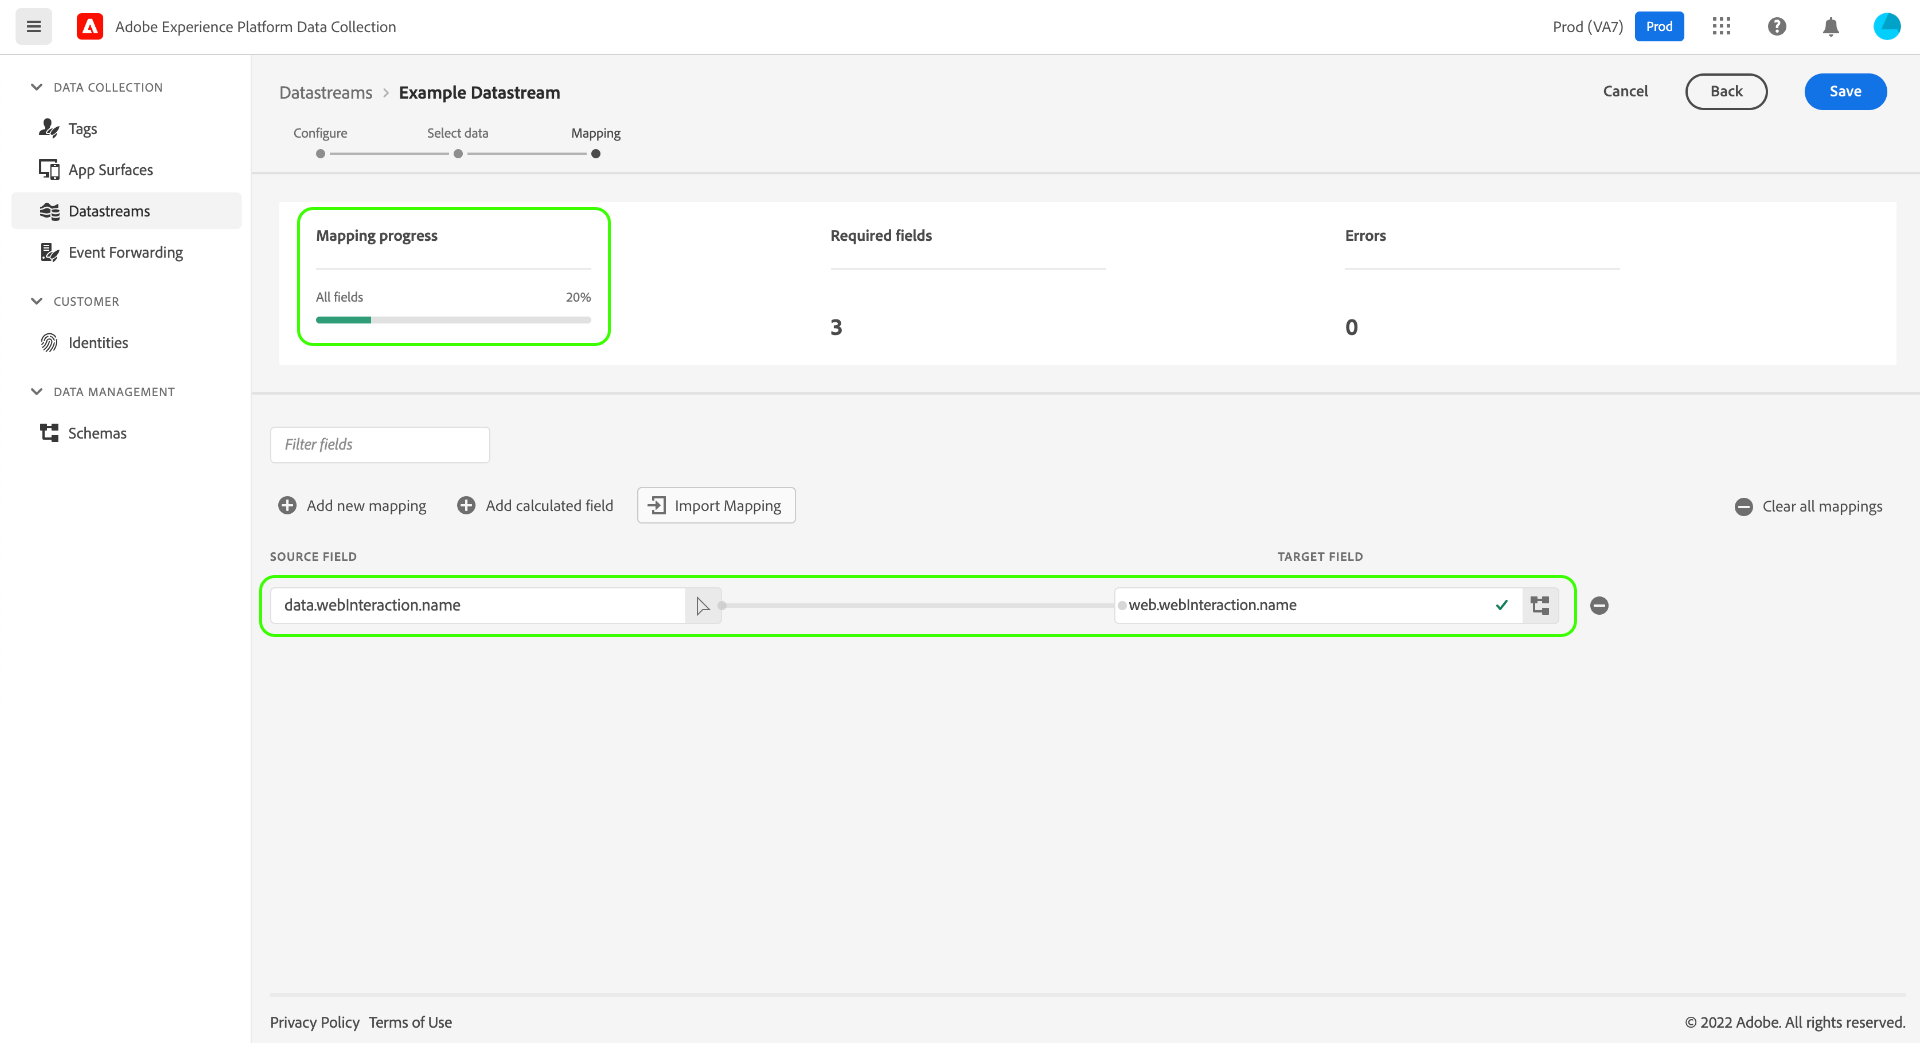 Adobe Experience Platform Data Collection
Prod (VA7)
Prod
DATA COLLECTION
Tags
App Surfaces
Datastreams
Event Forwarding
CUSTOMER
Identities
DATA MANAGEMENT
Schemas
Datastreams > Example Datastream
Cancel
Back
Save
Configure
Select data
Mapping
Mapping progress
All fields 20%
Required fields
3
Errors
0
Filter fields
Add new mapping
Add calculated field
Import Mapping
Clear all mappings
SOURCE FIELD
TARGET FIELD
data.webInteraction.name
web.webInteraction.name
Privacy Policy Terms of Use
© 2022 Adobe. All rights reserved.